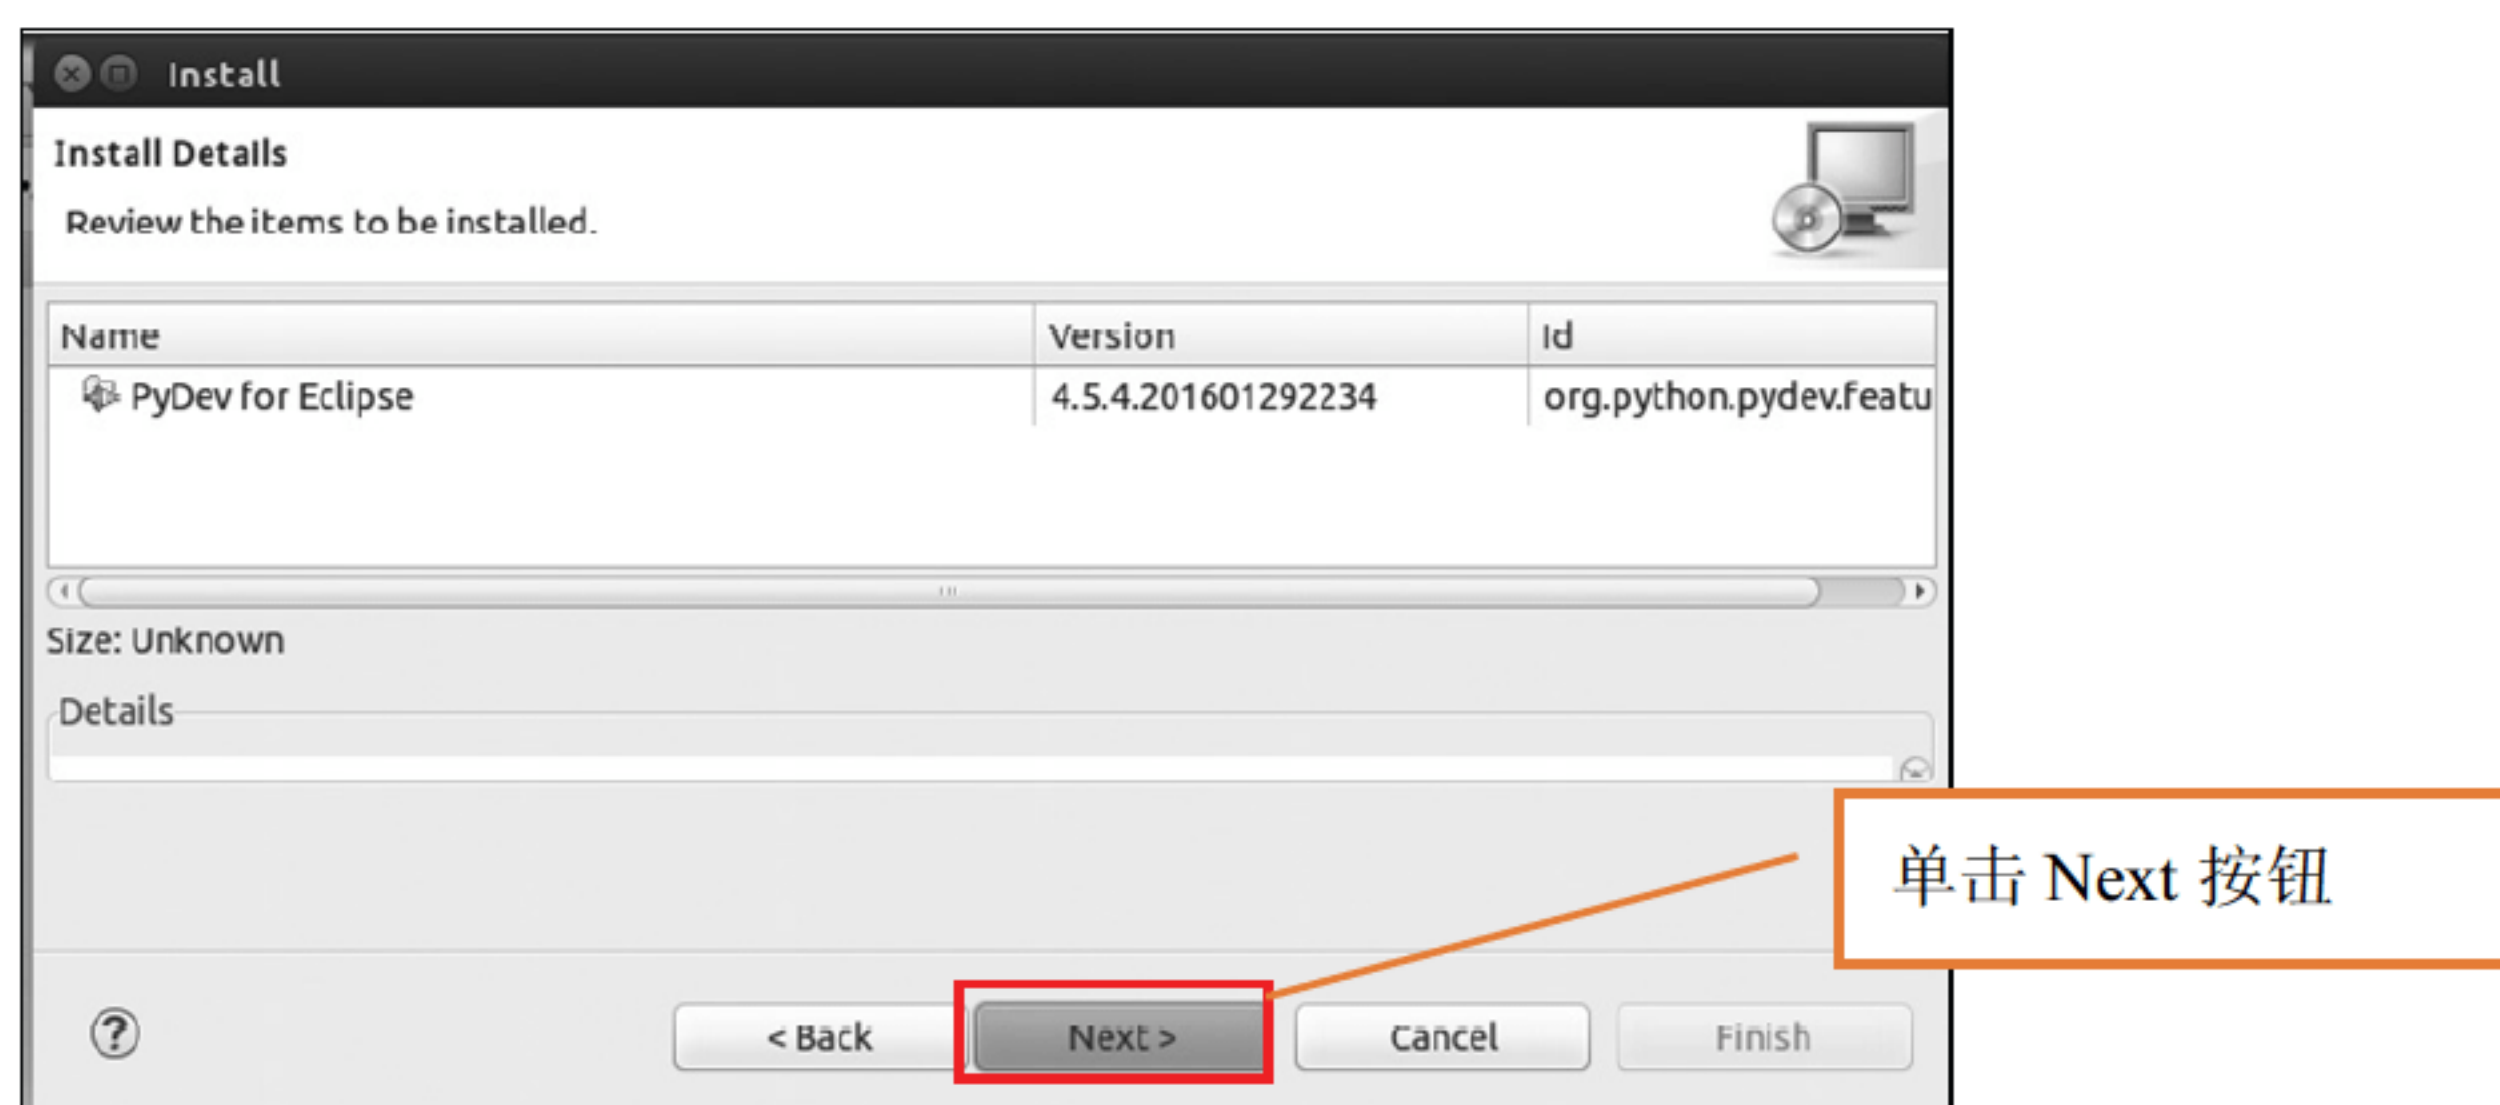 Install
Install Details
Review the items to be installed.
Name Version Id
PyDev for Eclipse 4.5.4.201601292234 org.python.pydev.featu
Size: Unknown
Details
单击 Next 按钮
? < Back Next > Cancel Finish